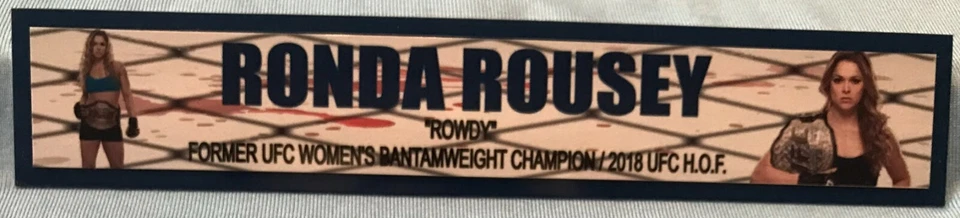 RONDA ROUSEY
"ROWDY"
FORMER UFC WOMEN'S BANTAMWEIGHT CHAMPION / 2018 UFC H.O.F.